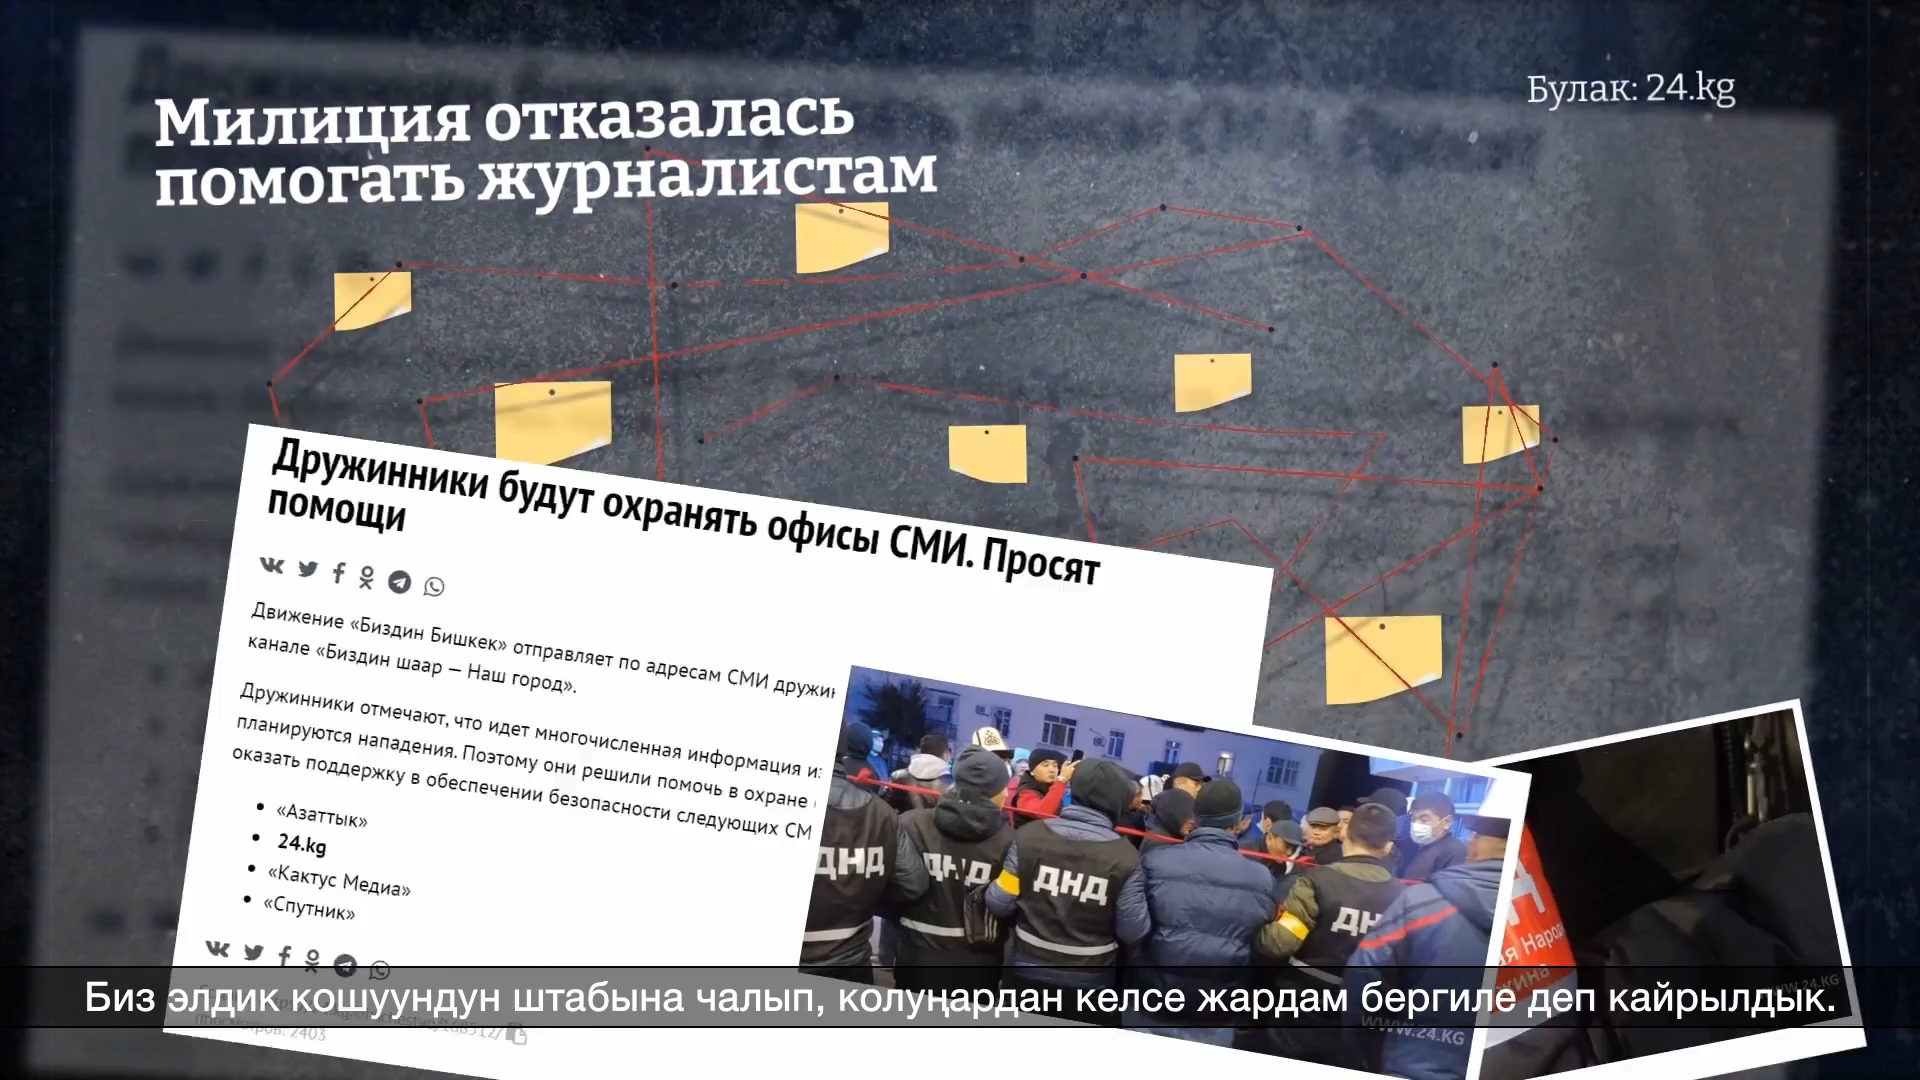 Милиция отказалась
помогать журналистам
Булак: 24.kg
Дружинники будут охранять офисы СМИ. Просят
помощи
Движение «Биздин Бишкек» отправляет по адресам СМИ
канале «Биздин шаар — Наш город».
Дружинники отмечают, что идет многочисленная информация
планируются нападения. Поэтому они решили помочь в охране
оказать поддержку в обеспечении безопасности следующих
«Азаттык»
24.kg
«Кактус Медиа»
«Спутник»
ДНД
ДНД
ДНД
WWW.24.KG
Биз элдик кошуундун штабына чалып, колуңардан келсе жардам бергиле деп кайрылдык.